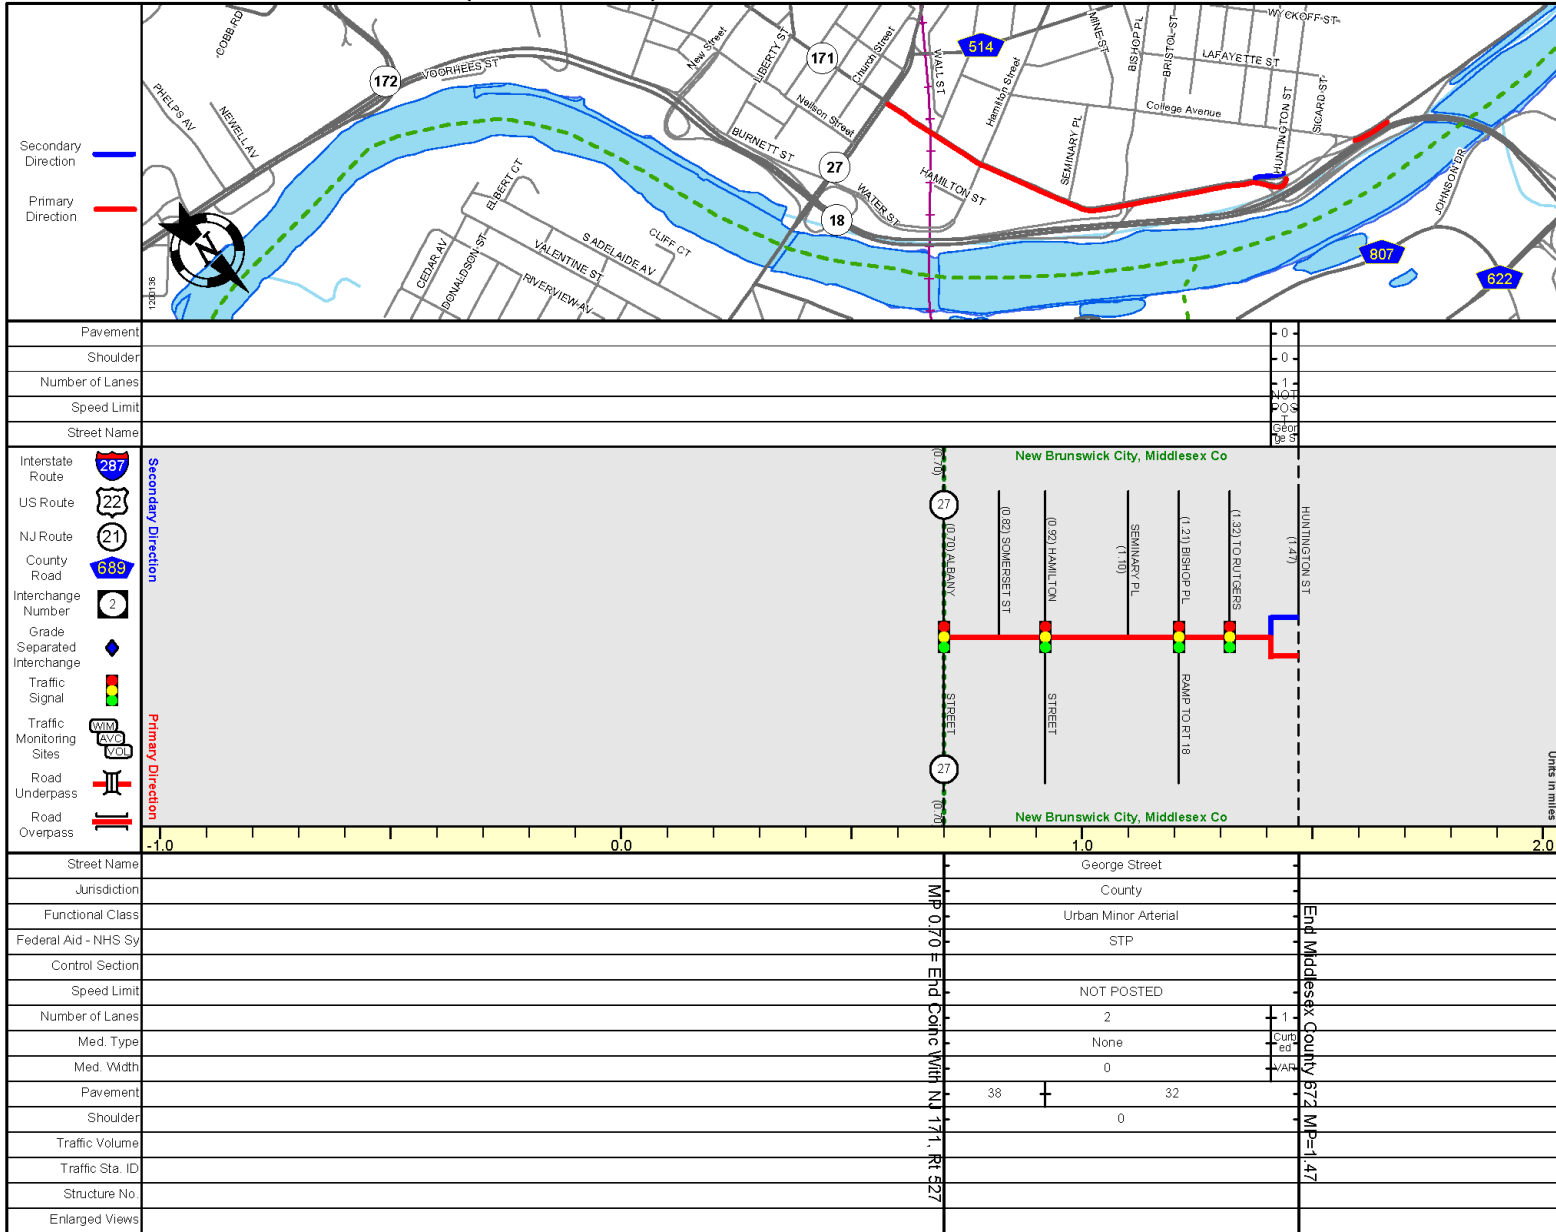 COBB RD
172
VOORHEES ST
PHELPS AV
NEWELL AV
New Street
LIBERTY ST
171
Church Street
Neilson Street
BURNETT ST
27
18
WATER ST
HAMILTON ST
WALL ST
514
Hamilton Street
MINE ST
BISHOP PL
BRISTOL ST
WYCKOFF ST
LAFAYETTE ST
College Avenue
SEMINARY PL
HUNTINGTON ST
SICARD ST
JOHNSON DR
807
622
ELBERT CT
CEDAR AV
DONALDSON ST
VALENTINE ST
S ADELAIDE AV
CLIFF CT
RIVERVIEW AV
N
Secondary
Direction
Primary
Direction
Pavement
0
Shoulder
0
Number of Lanes
1
Speed Limit
NOT
POS
T
Street Name
Geor
ge S
Interstate
Route
287
US Route
22
NJ Route
21
County
Road
689
Interchange
Number
2
Grade
Separated
Interchange
Traffic
Signal
Traffic
Monitoring
Sites
WIM
AVC
VOL
Road
Underpass
Road
Overpass
Secondary Direction
Primary Direction
New Brunswick City, Middlesex Co
(0.70)
27
(0.70) ALBANY
STREET
27
(0.70)
(0.82) SOMERSET ST
(0.92) HAMILTON
STREET
SEMINARY PL
(1.10)
(1.21) BISHOP PL
RAMP TO RT 18
(1.32) TO RUTGERS
HUNTINGTON ST
(1.47)
New Brunswick City, Middlesex Co
Units in miles
-1.0 0.0 1.0 2.0
Street Name George Street
Jurisdiction County
Functional Class Urban Minor Arterial
Federal Aid - NHS Sy STP
Control Section
Speed Limit NOT POSTED
Number of Lanes 2 1
Med. Type None Curb
ed
Med. Width 0 VAR
Pavement 38 32
Shoulder 0
Traffic Volume
Traffic Sta. ID
Structure No.
Enlarged Views
MP 0.70 = End Coinc With NJ 171, Rt 527
End Middlesex County 672 MP=1.47